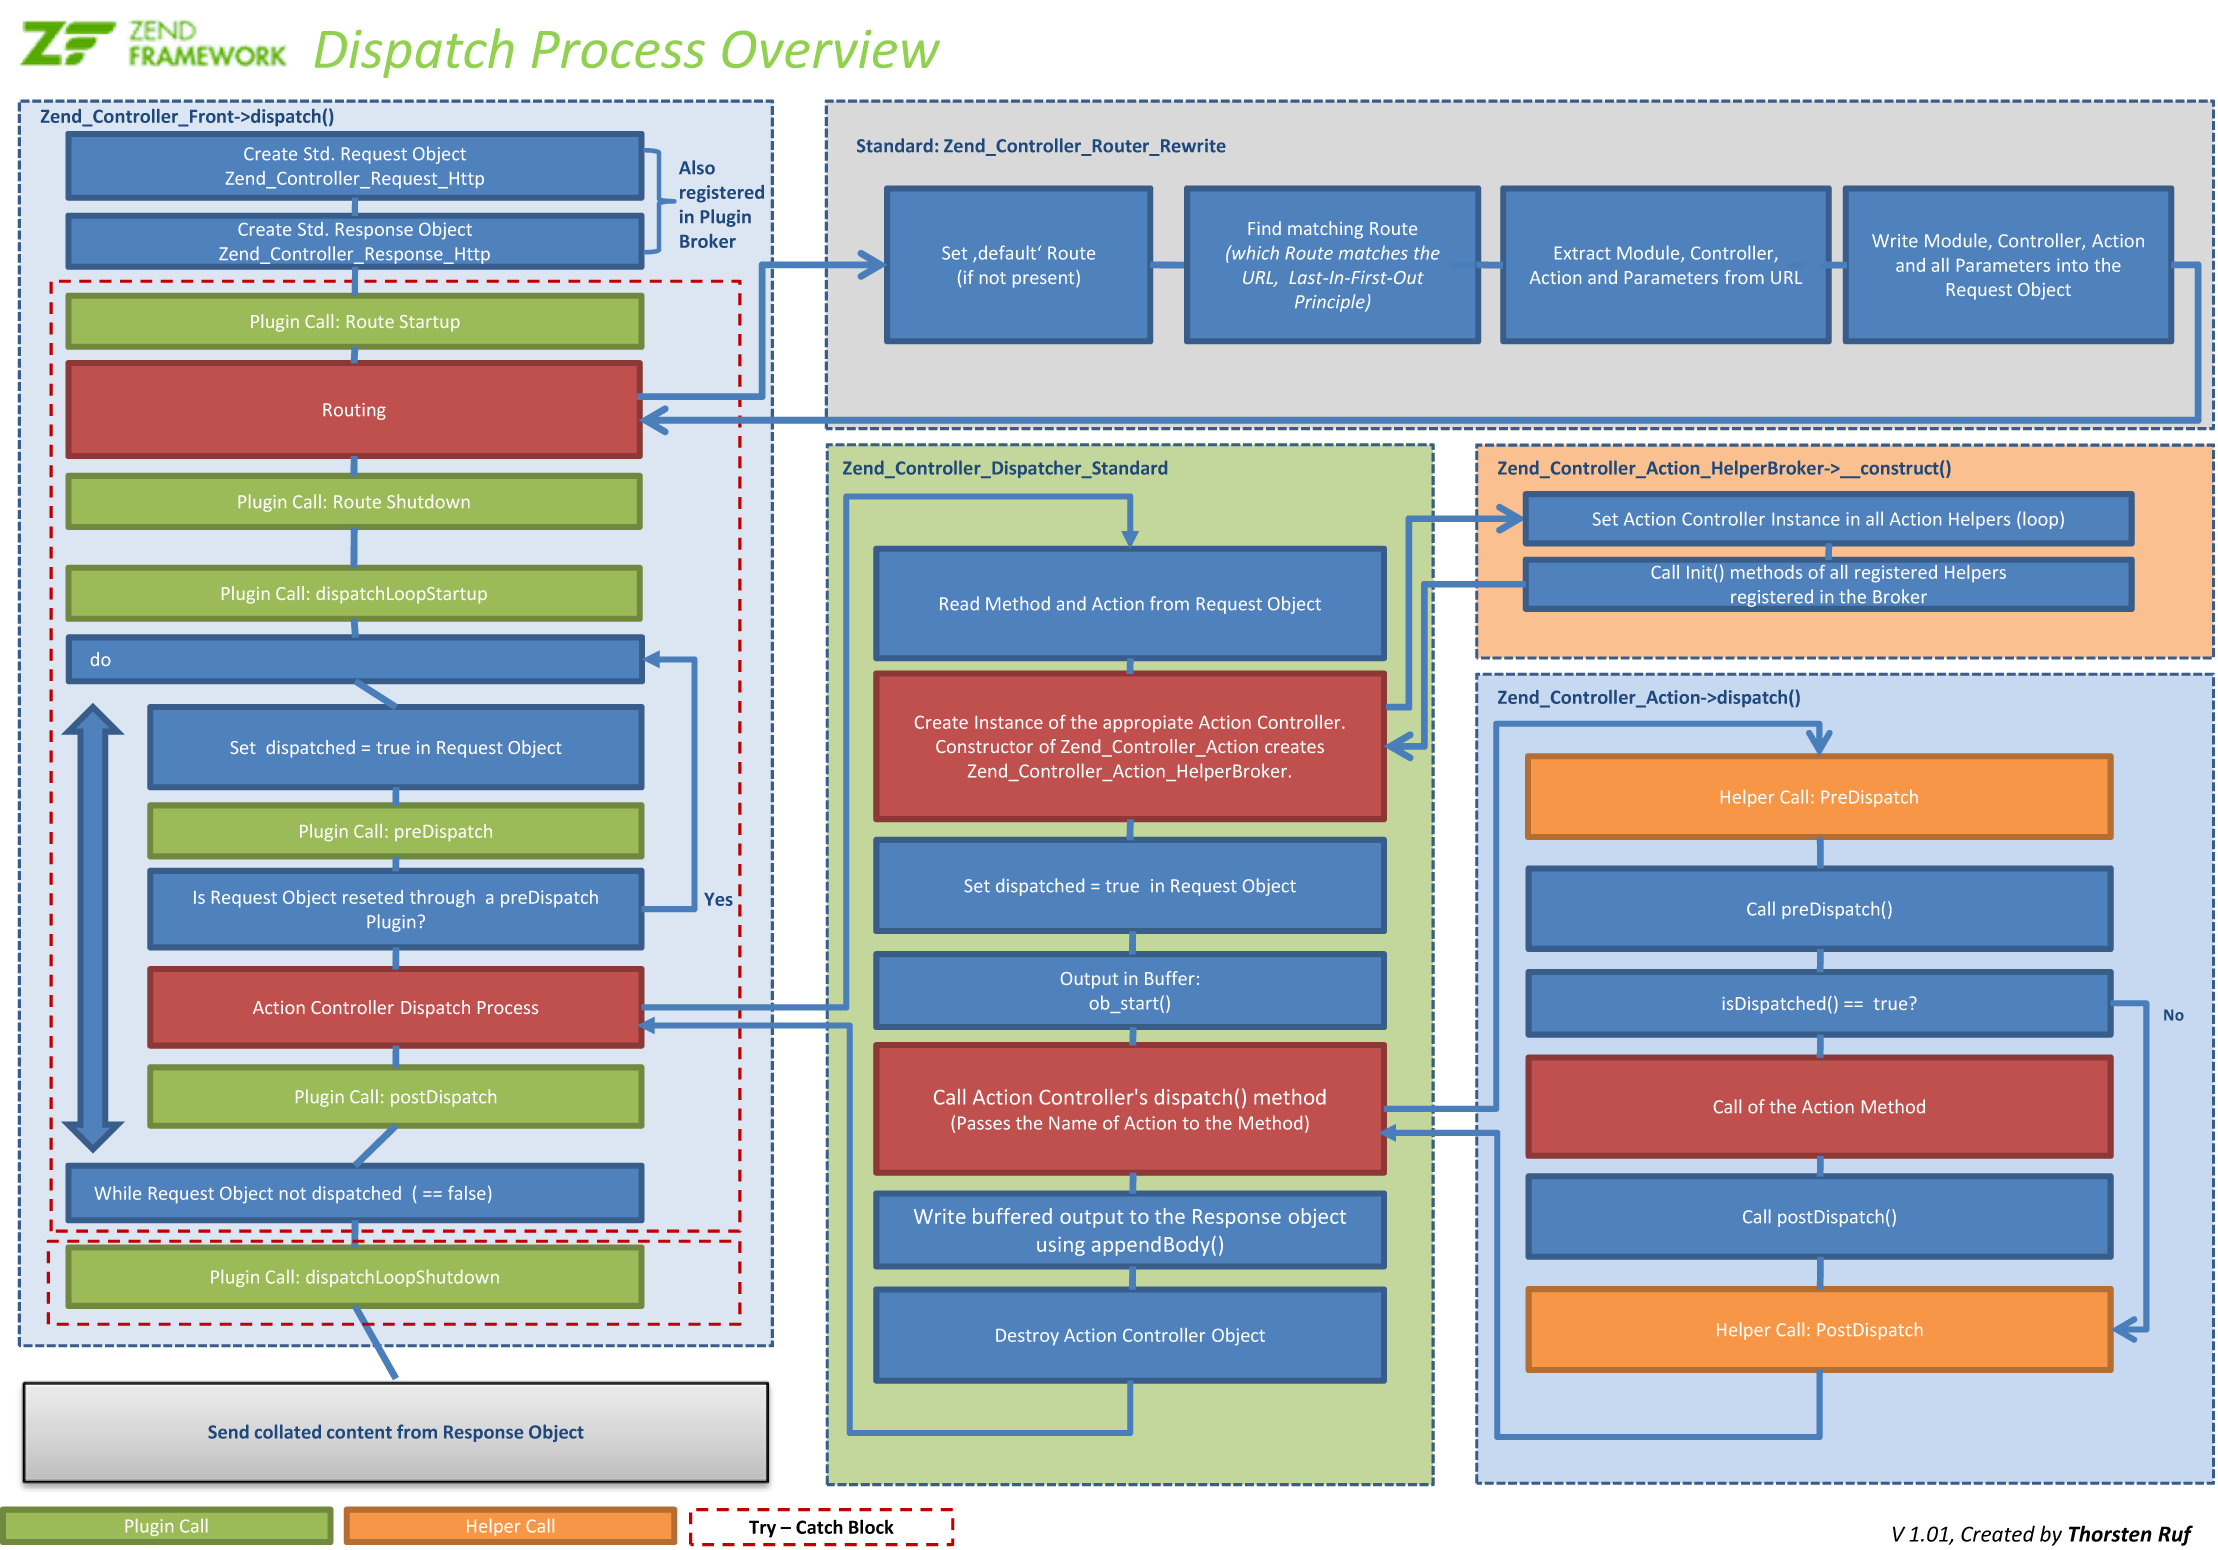 ZEND
FRAMEWORK
Dispatch Process Overview
Zend_Controller_Front->dispatch()
Create Std. Request Object
Zend_Controller_Request_Http
Create Std. Response Object
Zend_Controller_Response_Http
Also
registered
in Plugin
Broker
Plugin Call: Route Startup
Routing
Plugin Call: Route Shutdown
Plugin Call: dispatchLoopStartup
do
Set dispatched = true in Request Object
Plugin Call: preDispatch
Is Request Object reseted through a preDispatch
Plugin?
Yes
Action Controller Dispatch Process
Plugin Call: postDispatch
While Request Object not dispatched ( == false)
Plugin Call: dispatchLoopShutdown
Send collated content from Response Object
Standard: Zend_Controller_Router_Rewrite
Set ‚default‘ Route
(if not present)
Find matching Route
(which Route matches the
URL, Last-In-First-Out
Principle)
Extract Module, Controller,
Action and Parameters from URL
Write Module, Controller, Action
and all Parameters into the
Request Object
Zend_Controller_Dispatcher_Standard
Read Method and Action from Request Object
Create Instance of the appropiate Action Controller.
Constructor of Zend_Controller_Action creates
Zend_Controller_Action_HelperBroker.
Set dispatched = true in Request Object
Output in Buffer:
ob_start()
Call Action Controller's dispatch() method
(Passes the Name of Action to the Method)
Write buffered output to the Response object
using appendBody()
Destroy Action Controller Object
Zend_Controller_Action_HelperBroker->__construct()
Set Action Controller Instance in all Action Helpers (loop)
Call Init() methods of all registered Helpers
registered in the Broker
Zend_Controller_Action->dispatch()
Helper Call: PreDispatch
Call preDispatch()
isDispatched() == true?
No
Call of the Action Method
Call postDispatch()
Helper Call: PostDispatch
Plugin Call
Helper Call
Try – Catch Block
V 1.01, Created by Thorsten Ruf